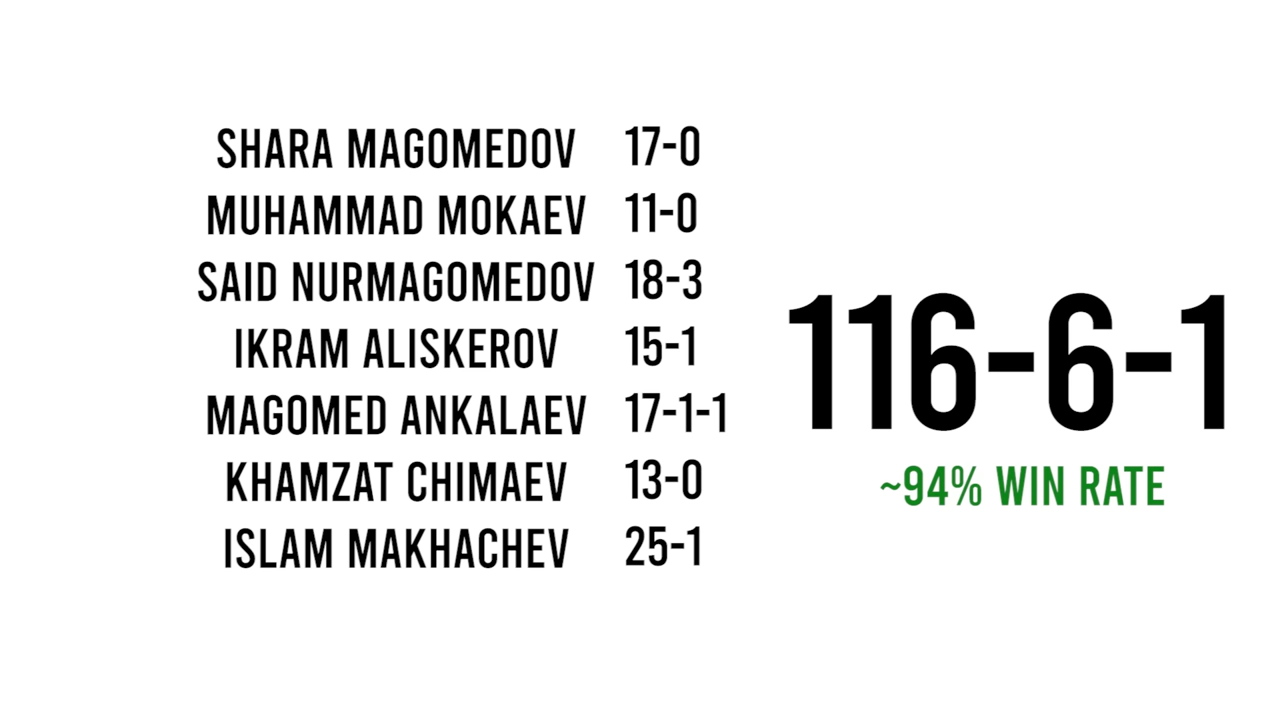 SHARA MAGOMEDOV 17-0
MUHAMMAD MOKAEV 11-0
SAID NURMAGOMEDOV 18-3
IKRAM ALISKEROV 15-1
MAGOMED ANKALAEV 17-1-1
KHAMZAT CHIMAEV 13-0
ISLAM MAKHACHEV 25-1
116-6-1
~94% WIN RATE